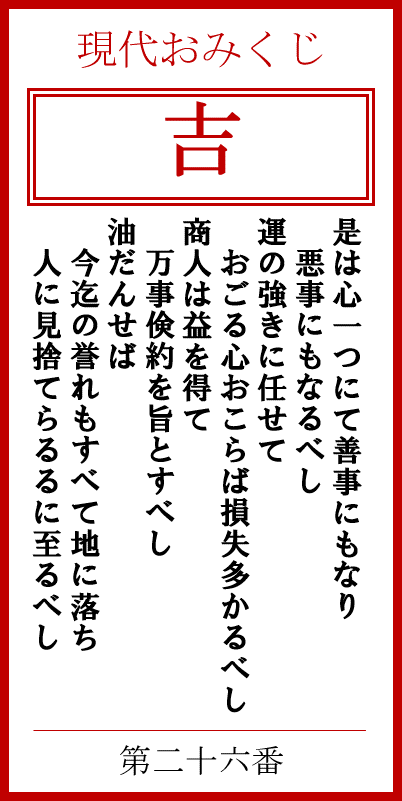 現代おみくじ
吉
是は心一つにて善事にもなり
悪事にもなるべし
運の強きに任せて
おごる心おこらば損失多かるべし
商人は益を得て
万事倹約を旨とすべし
油だんせば
今迄の誉れもすべて地に落ち
人に見捨てらるるに至るべし
第二十六番